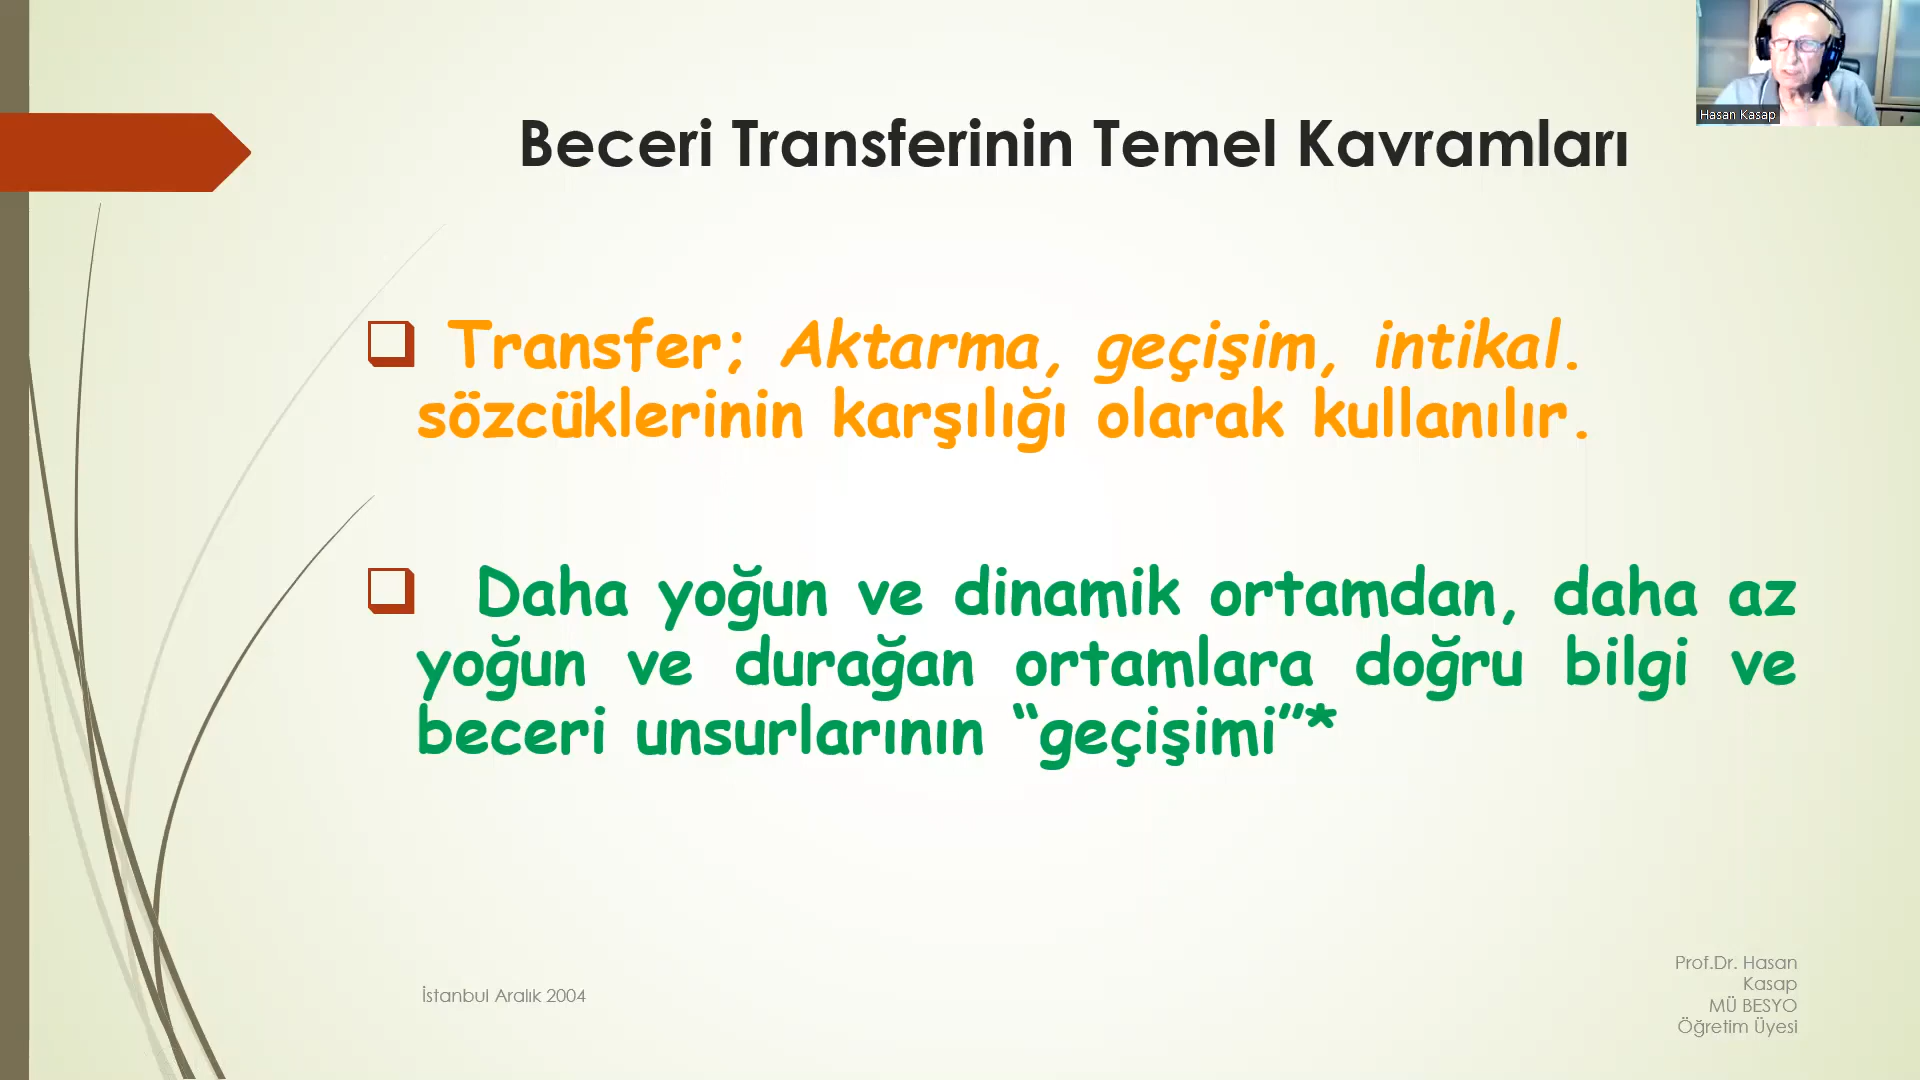 Hasan Kasap
Beceri Transferinin Temel Kavramları
Transfer; Aktarma, geçişim, intikal.
sözcüklerinin karşılığı olarak kullanılır.
Daha yoğun ve dinamik ortamdan, daha az
yoğun ve durağan ortamlara doğru bilgi ve
beceri unsurlarının “geçişimi”*
İstanbul Aralık 2004
Prof.Dr. Hasan
Kasap
MÜ BESYO
Öğretim Üyesi